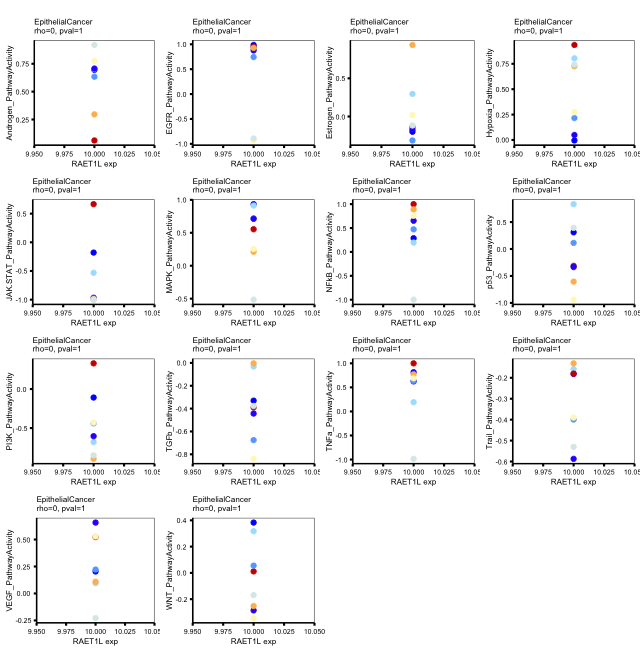 EpithelialCancer
rho=0, pval=1
Androgen_PathwayActivity
0.75
0.50
0.25
9.950 9.975 10.000 10.025 10.05
RAET1L exp
EpithelialCancer
rho=0, pval=1
EGFR_PathwayActivity
1.0
0.5
0.0
-0.5
-1.0
9.950 9.975 10.000 10.025 10.05
RAET1L exp
EpithelialCancer
rho=0, pval=1
Estrogen_PathwayActivity
0.5
0.0
9.950 9.975 10.000 10.025 10.05
RAET1L exp
EpithelialCancer
rho=0, pval=1
Hypoxia_PathwayActivity
0.75
0.50
0.25
0.00
9.950 9.975 10.000 10.025 10.05
RAET1L exp
EpithelialCancer
rho=0, pval=1
JAK.STAT_PathwayActivity
0.5
0.0
-0.5
-1.0
9.950 9.975 10.000 10.025 10.05
RAET1L exp
EpithelialCancer
rho=0, pval=1
MAPK_PathwayActivity
1.0
0.5
0.0
-0.5
9.950 9.975 10.000 10.025 10.05
RAET1L exp
EpithelialCancer
rho=0, pval=1
NFkB_PathwayActivity
1.0
0.5
0.0
-0.5
-1.0
9.950 9.975 10.000 10.025 10.05
RAET1L exp
EpithelialCancer
rho=0, pval=1
p53_PathwayActivity
0.5
0.0
-0.5
-1.0
9.950 9.975 10.000 10.025 10.05
RAET1L exp
EpithelialCancer
rho=0, pval=1
PI3K_PathwayActivity
0.0
-0.5
9.950 9.975 10.000 10.025 10.05
RAET1L exp
EpithelialCancer
rho=0, pval=1
TGFb_PathwayActivity
0.0
-0.2
-0.4
-0.6
-0.8
9.950 9.975 10.000 10.025 10.05
RAET1L exp
EpithelialCancer
rho=0, pval=1
TNFa_PathwayActivity
1.0
0.5
0.0
-0.5
-1.0
9.950 9.975 10.000 10.025 10.05
RAET1L exp
EpithelialCancer
rho=0, pval=1
Trail_PathwayActivity
-0.2
-0.3
-0.4
-0.5
-0.6
9.950 9.975 10.000 10.025 10.05
RAET1L exp
EpithelialCancer
rho=0, pval=1
VEGF_PathwayActivity
0.50
0.25
0.00
-0.25
9.950 9.975 10.000 10.025 10.05
RAET1L exp
EpithelialCancer
rho=0, pval=1
WNT_PathwayActivity
0.4
0.2
0.0
-0.2
9.950 9.975 10.000 10.025 10.050
RAET1L exp